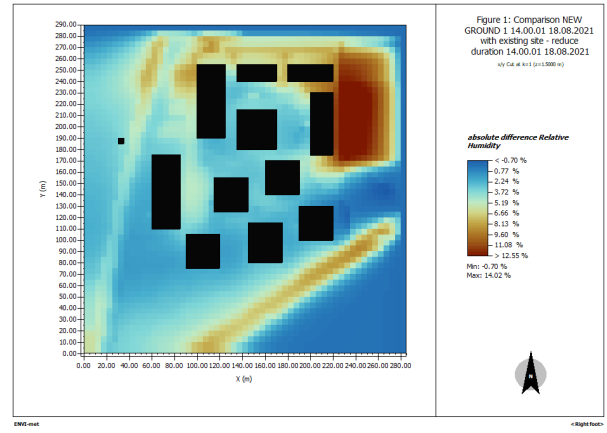 290.00
280.00
270.00
260.00
250.00
240.00
230.00
220.00
210.00
200.00
190.00
180.00
170.00
160.00
150.00
140.00
130.00
120.00
110.00
100.00
90.00
80.00
70.00
60.00
50.00
40.00
30.00
20.00
10.00
0.00
Y (m)
0.00 20.00 40.00 60.00 80.00 100.00 120.00 140.00 160.00 180.00 200.00 220.00 240.00 260.00 280.00
X (m)
Figure 1: Comparison NEW
GROUND 1 14.00.01 18.08.2021
with existing site - reduce
duration 14.00.01 18.08.2021
x/y Cut at k=1 (z=1.5000 m)
absolute difference Relative
Humidity
< -0.70 %
0.77 %
2.24 %
3.72 %
5.19 %
6.66 %
8.13 %
9.60 %
11.08 %
> 12.55 %
Min: -0.70 %
Max: 14.02 %
N
ENVI-met
<Right foot>